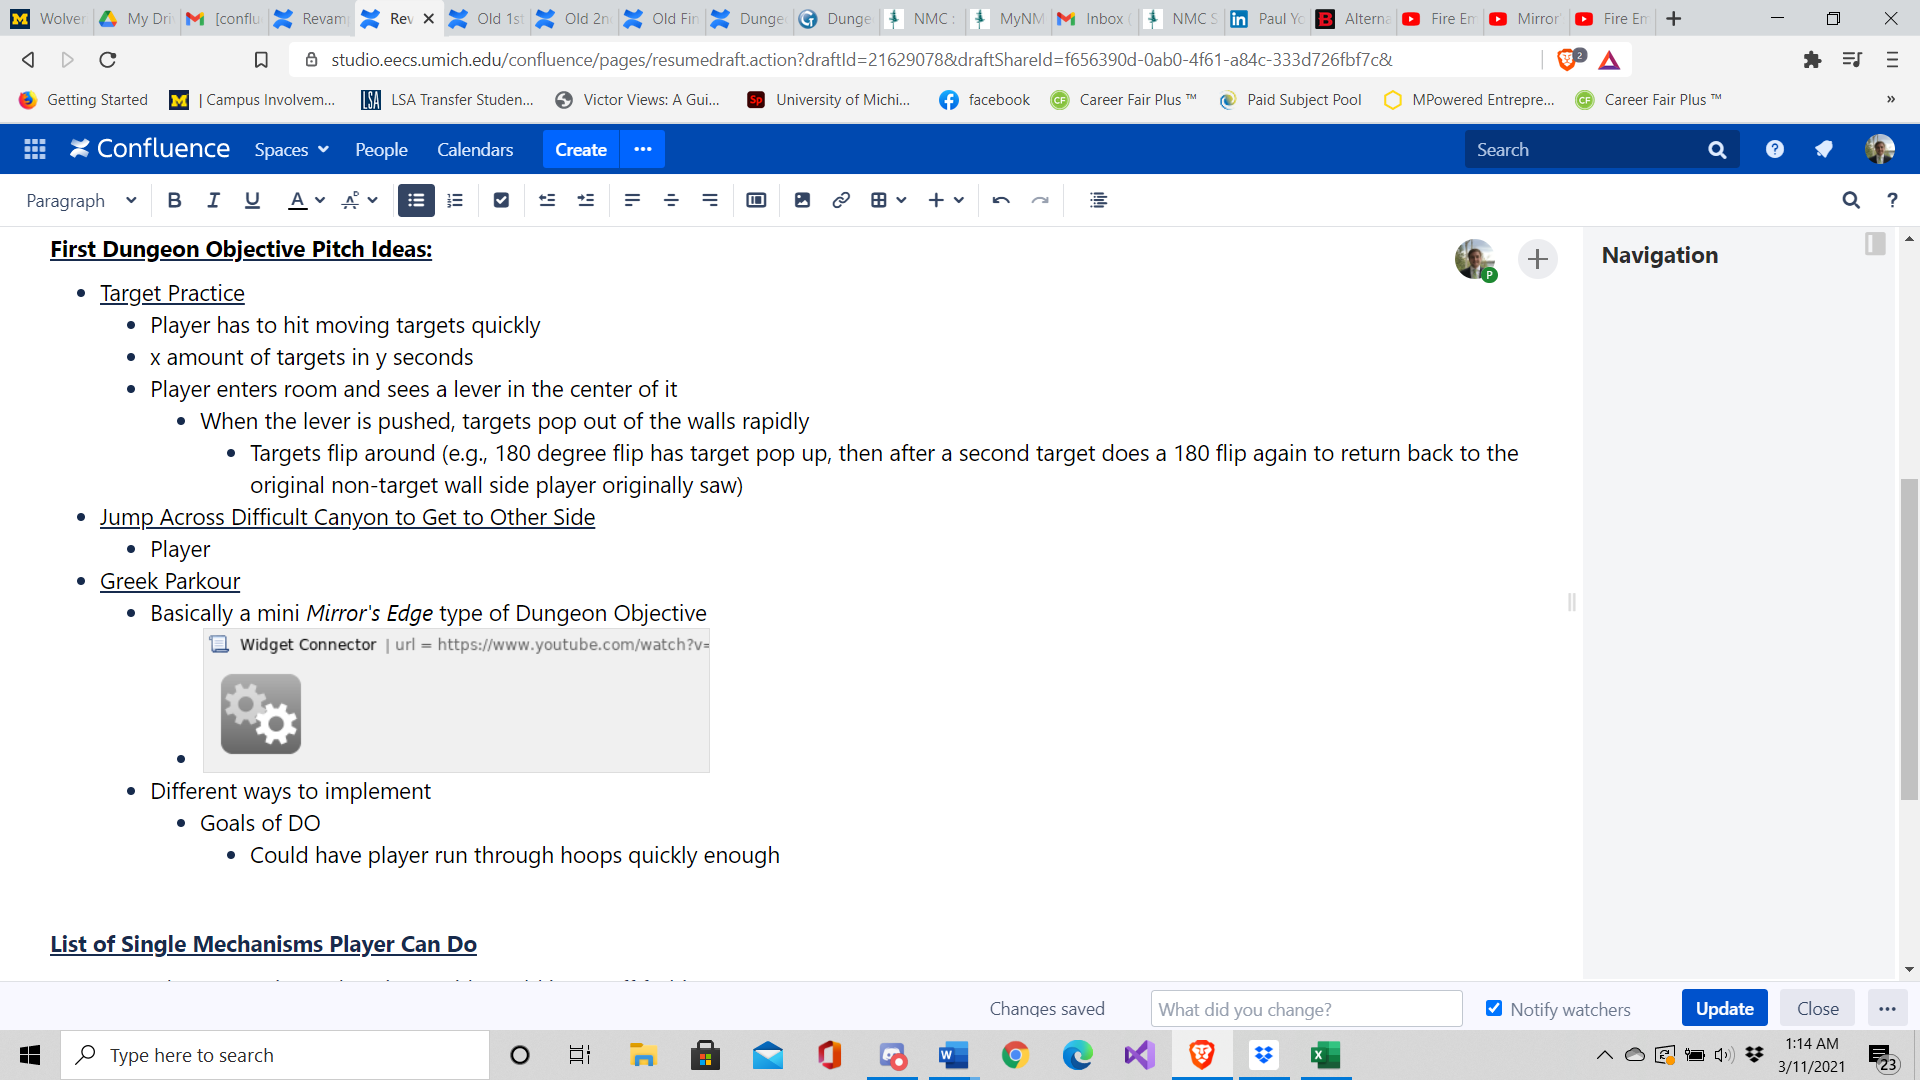 Wolver
My Dri
[conflu
Revam
Rev
Old 1st
Old 2n
Old Fin
Dunge
Dunge
NMC :
MyNM
Inbox (
NMC S
Paul Yo
Alterna
Fire Em
Mirror'
Fire Em
studio.eecs.umich.edu/confluence/pages/resumedraft.action?draftId=21629078&draftShareId=f656390d-0ab0-4f61-a84c-333d726fbf7c&
2
Getting Started
| Campus Involvem...
LSA Transfer Studen...
Victor Views: A Gui...
University of Michi...
facebook
Career Fair Plus ™
Paid Subject Pool
MPowered Entrepre...
Career Fair Plus ™
»
Confluence
Spaces
People
Calendars
Create
Search
Paragraph
B I U A
First Dungeon Objective Pitch Ideas:
P
Navigation
Target Practice
Player has to hit moving targets quickly
x amount of targets in y seconds
Player enters room and sees a lever in the center of it
When the lever is pushed, targets pop out of the walls rapidly
Targets flip around (e.g., 180 degree flip has target pop up, then after a second target does a 180 flip again to return back to the
original non-target wall side player originally saw)
Jump Across Difficult Canyon to Get to Other Side
Player
Greek Parkour
Basically a mini Mirror's Edge type of Dungeon Objective
Widget Connector | url = https://www.youtube.com/watch?v=
Different ways to implement
Goals of DO
Could have player run through hoops quickly enough
List of Single Mechanisms Player Can Do
Changes saved
What did you change?
Notify watchers
Update
Close
Type here to search
1:14 AM
3/11/2021
23